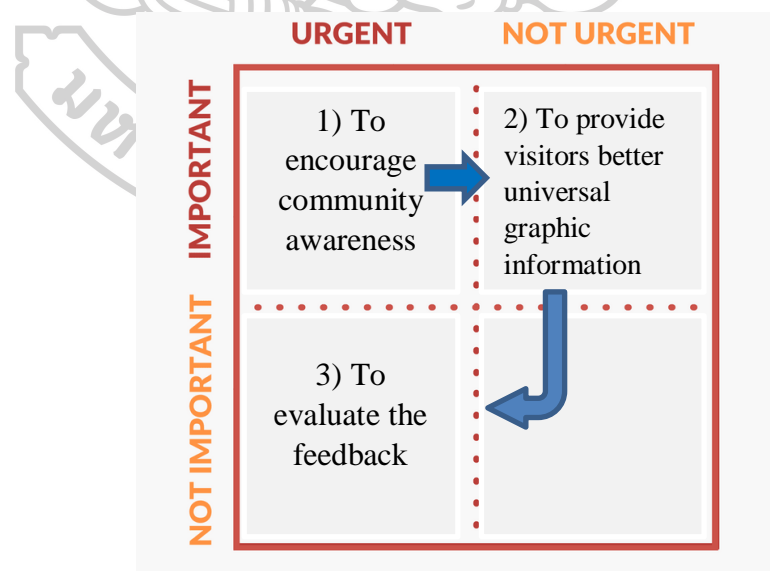 URGENT NOT URGENT
IMPORTANT
1) To
encourage
community
awareness
2) To provide
visitors better
universal
graphic
information
NOT IMPORTANT
3) To
evaluate the
feedback